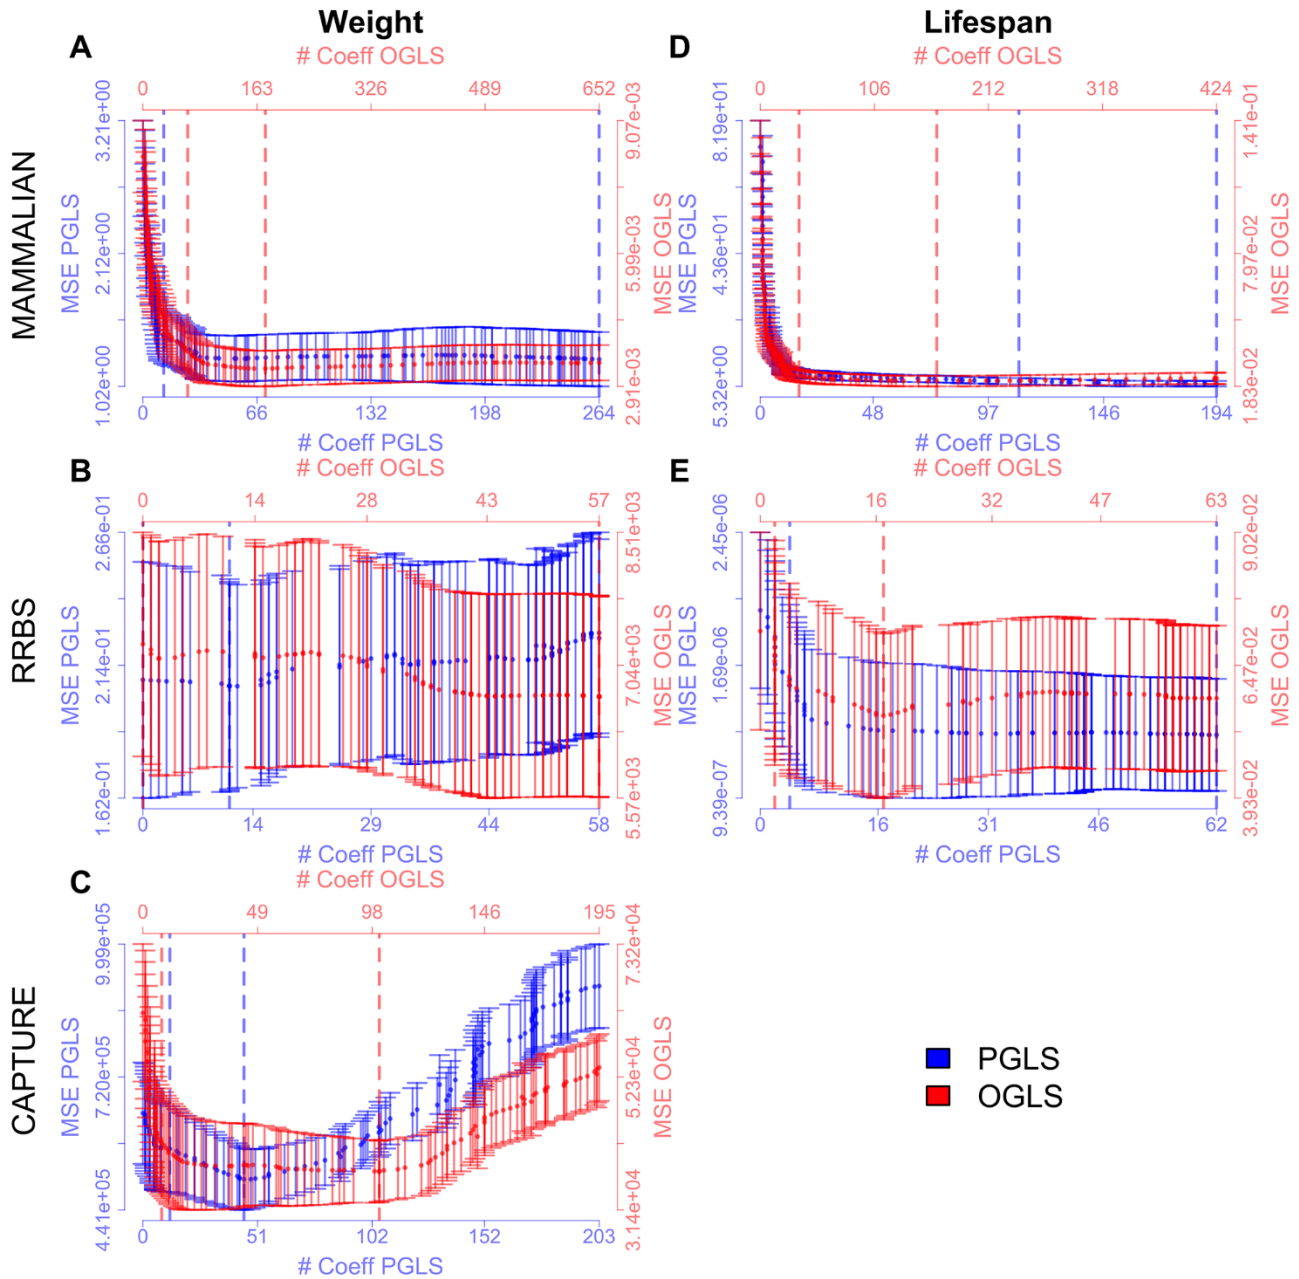 Weight
Lifespan
A
# Coeff OGLS
0 163 326 489 652
MAMMALIAN
MSE PGLS
1.02e+00 2.12e+00 3.21e+00
MSE OGLS
2.91e-03 5.99e-03 9.07e-03
0 66 132 198 264
# Coeff PGLS
D
# Coeff OGLS
0 106 212 318 424
MSE PGLS
5.32e+00 4.36e+01 8.19e+01
MSE OGLS
1.83e-02 7.97e-02 1.41e-01
0 48 97 146 194
# Coeff PGLS
B
# Coeff OGLS
0 14 28 43 57
RRBS
MSE PGLS
1.62e-01 2.14e-01 2.66e-01
MSE OGLS
5.57e+03 7.04e+03 8.51e+03
0 14 29 44 58
# Coeff PGLS
E
# Coeff OGLS
0 16 32 47 63
MSE PGLS
9.39e-07 1.69e-06 2.45e-06
MSE OGLS
3.93e-02 6.47e-02 9.02e-02
0 16 31 46 62
# Coeff PGLS
C
# Coeff OGLS
0 49 98 146 195
CAPTURE
MSE PGLS
4.41e+05 7.20e+05 9.99e+05
MSE OGLS
3.14e+04 5.23e+04 7.32e+04
0 51 102 152 203
# Coeff PGLS
PGLS
OGLS